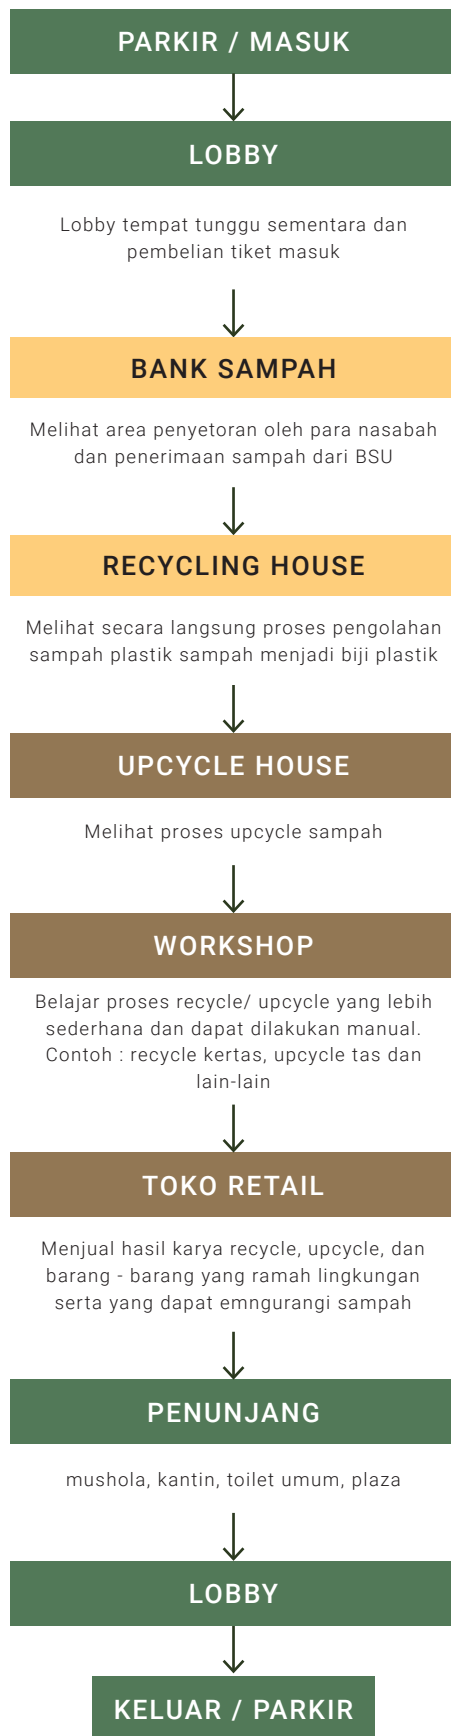 PARKIR / MASUK
LOBBY
Lobby tempat tunggu sementara dan
pembelian tiket masuk
BANK SAMPAH
Melihat area penyetoran oleh para nasabah
dan penerimaan sampah dari BSU
RECYCLING HOUSE
Melihat secara langsung proses pengolahan
sampah plastik sampah menjadi biji plastik
UPCYCLE HOUSE
Melihat proses upcycle sampah
WORKSHOP
Belajar proses recycle/ upcycle yang lebih
sederhana dan dapat dilakukan manual.
Contoh : recycle kertas, upcycle tas dan
lain-lain
TOKO RETAIL
Menjual hasil karya recycle, upcycle, dan
barang - barang yang ramah lingkungan
serta yang dapat emngurangi sampah
PENUNJANG
mushola, kantin, toilet umum, plaza
LOBBY
KELUAR / PARKIR